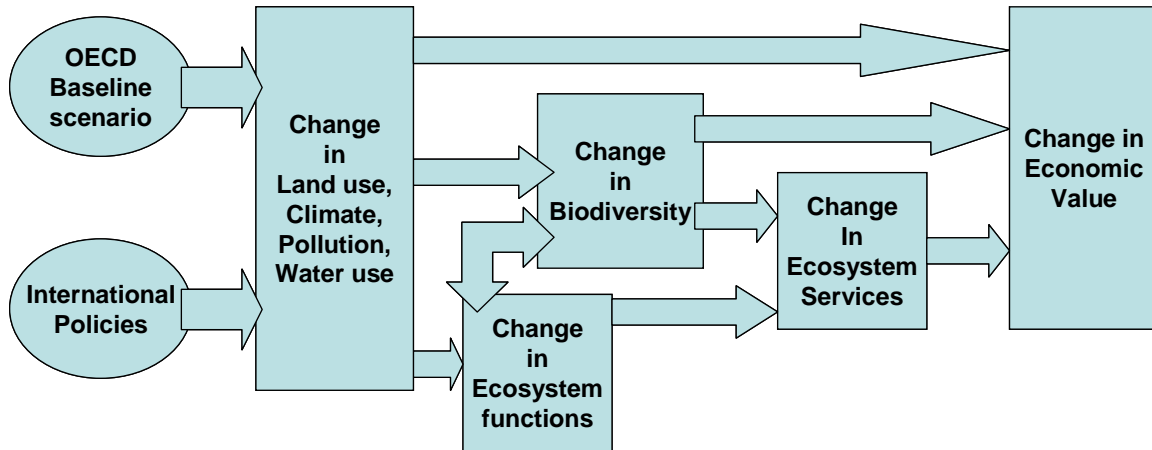 OECD
Baseline
scenario
International
Policies
Change
in
Land use,
Climate,
Pollution,
Water use
Change
in
Biodiversity
Change
in
Ecosystem
functions
Change
In
Ecosystem
Services
Change in
Economic
Value